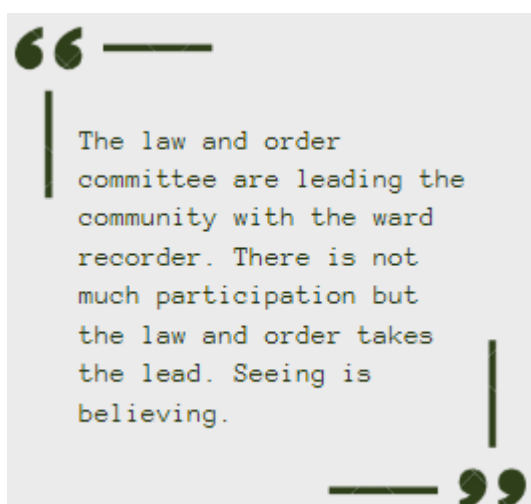 The law and order
committee are leading the
community with the ward
recorder. There is not
much participation but
the law and order takes
the lead. Seeing is
believing.